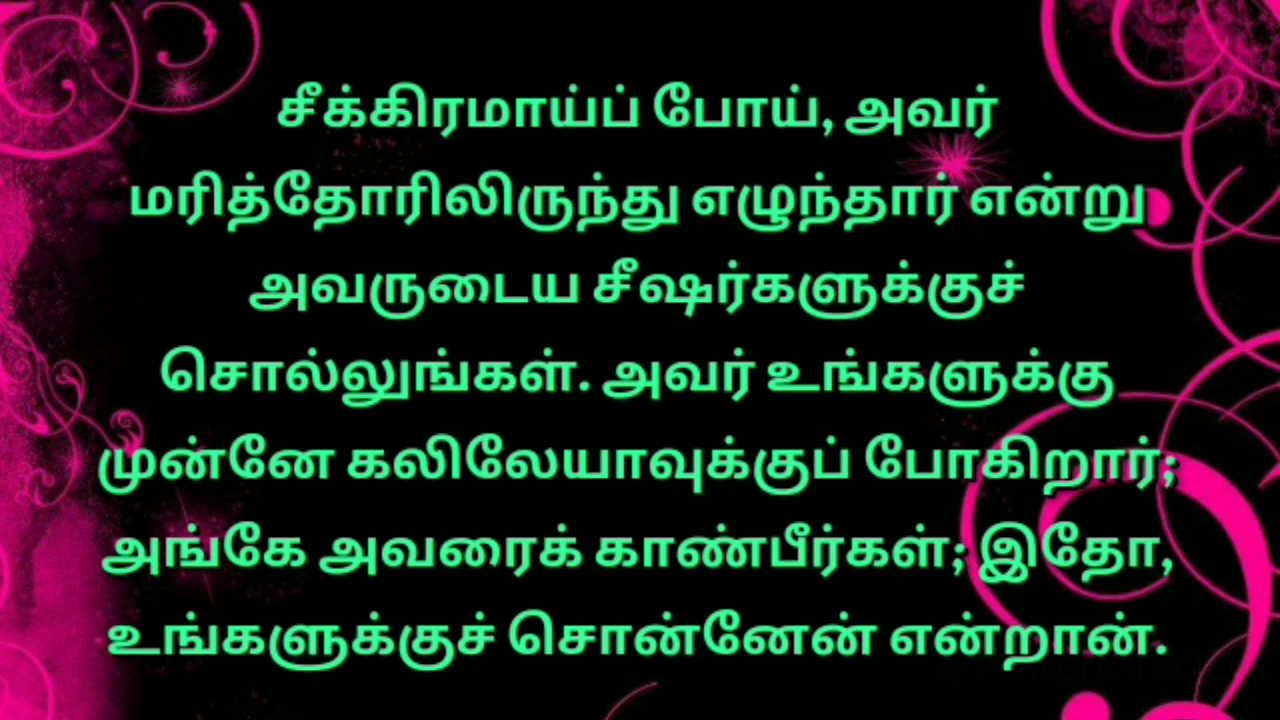 சீக்கிரமாய்ப் போய், அவர்
மரித்தோரிலிருந்து எழுந்தார் என்று
அவருடைய சீஷர்களுக்குச்
சொல்லுங்கள். அவர் உங்களுக்கு
முன்னே கலிலேயாவுக்குப் போகிறார்;
அங்கே அவரைக் காண்பீர்கள்; இதோ,
உங்களுக்குச் சொன்னேன் என்றான்.